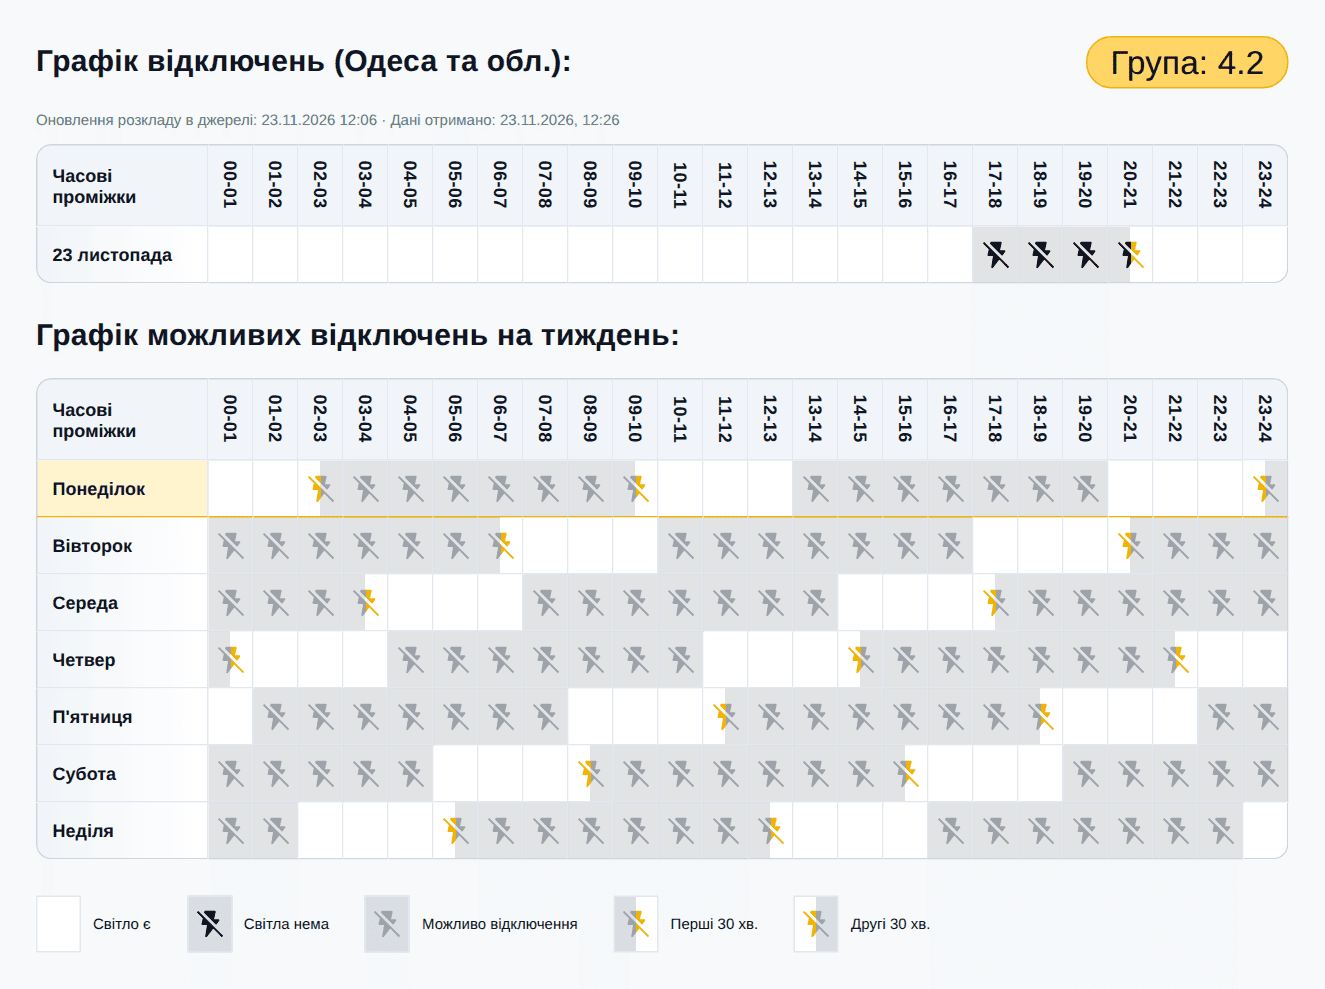 Графік відключень (Одеса та обл.):
Група: 4.2
Оновлення розкладу в джерелі: 23.11.2026 12:06 · Дані отримано: 23.11.2026, 12:26
Часові
проміжки
00-01 01-02 02-03 03-04 04-05 05-06 06-07 07-08 08-09 09-10 10-11 11-12 12-13 13-14 14-15 15-16 16-17 17-18 18-19 19-20 20-21 21-22 22-23 23-24
23 листопада
Графік можливих відключень на тиждень:
Часові
проміжки
00-01 01-02 02-03 03-04 04-05 05-06 06-07 07-08 08-09 09-10 10-11 11-12 12-13 13-14 14-15 15-16 16-17 17-18 18-19 19-20 20-21 21-22 22-23 23-24
Понеділок
Вівторок
Середа
Четвер
П'ятниця
Субота
Неділя
Світло є
Світла нема
Можливо відключення
Перші 30 хв.
Другі 30 хв.